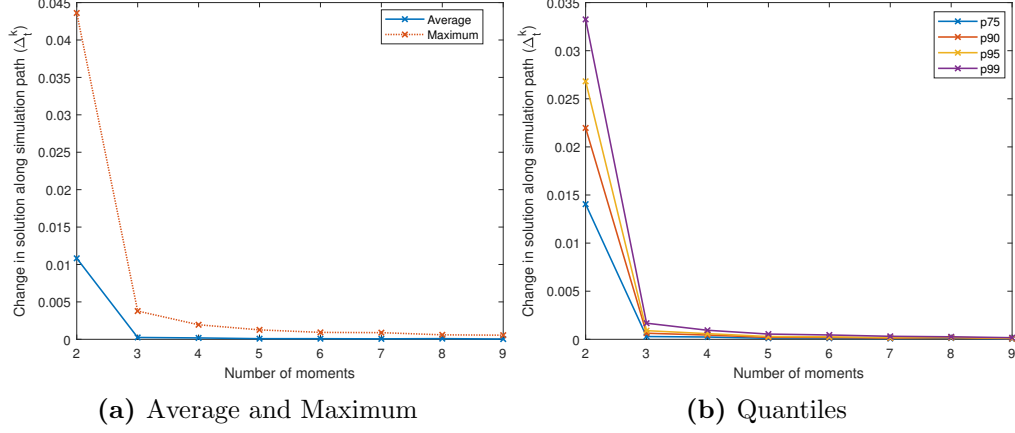 0.045
0.04
0.035
0.03
0.025
0.02
0.015
0.01
0.005
0
Change in solution along simulation path (Δ_t^k)
2 3 4 5 6 7 8 9
Number of moments
Average
Maximum
(a) Average and Maximum
0.035
0.03
0.025
0.02
0.015
0.01
0.005
0
Change in solution along simulation path (Δ_t^k)
2 3 4 5 6 7 8 9
Number of moments
p75
p90
p95
p99
(b) Quantiles